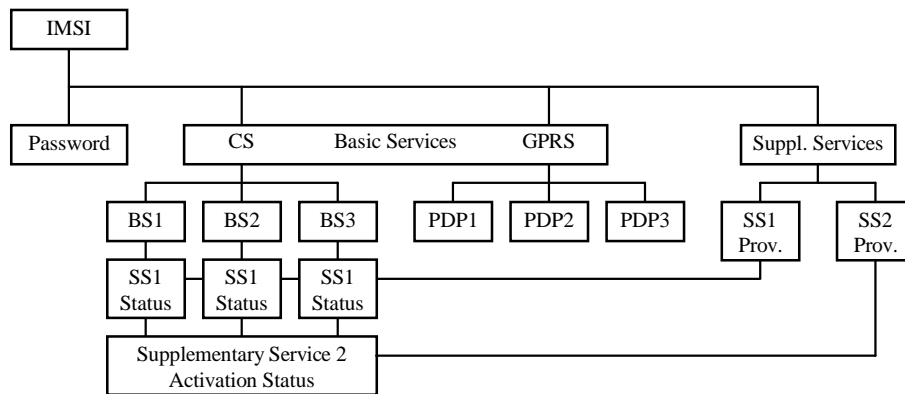 IMSI
Password
CS Basic Services GPRS
Suppl. Services
BS1
BS2
BS3
PDP1
PDP2
PDP3
SS1
Prov.
SS2
Prov.
SS1
Status
SS1
Status
SS1
Status
Supplementary Service 2
Activation Status